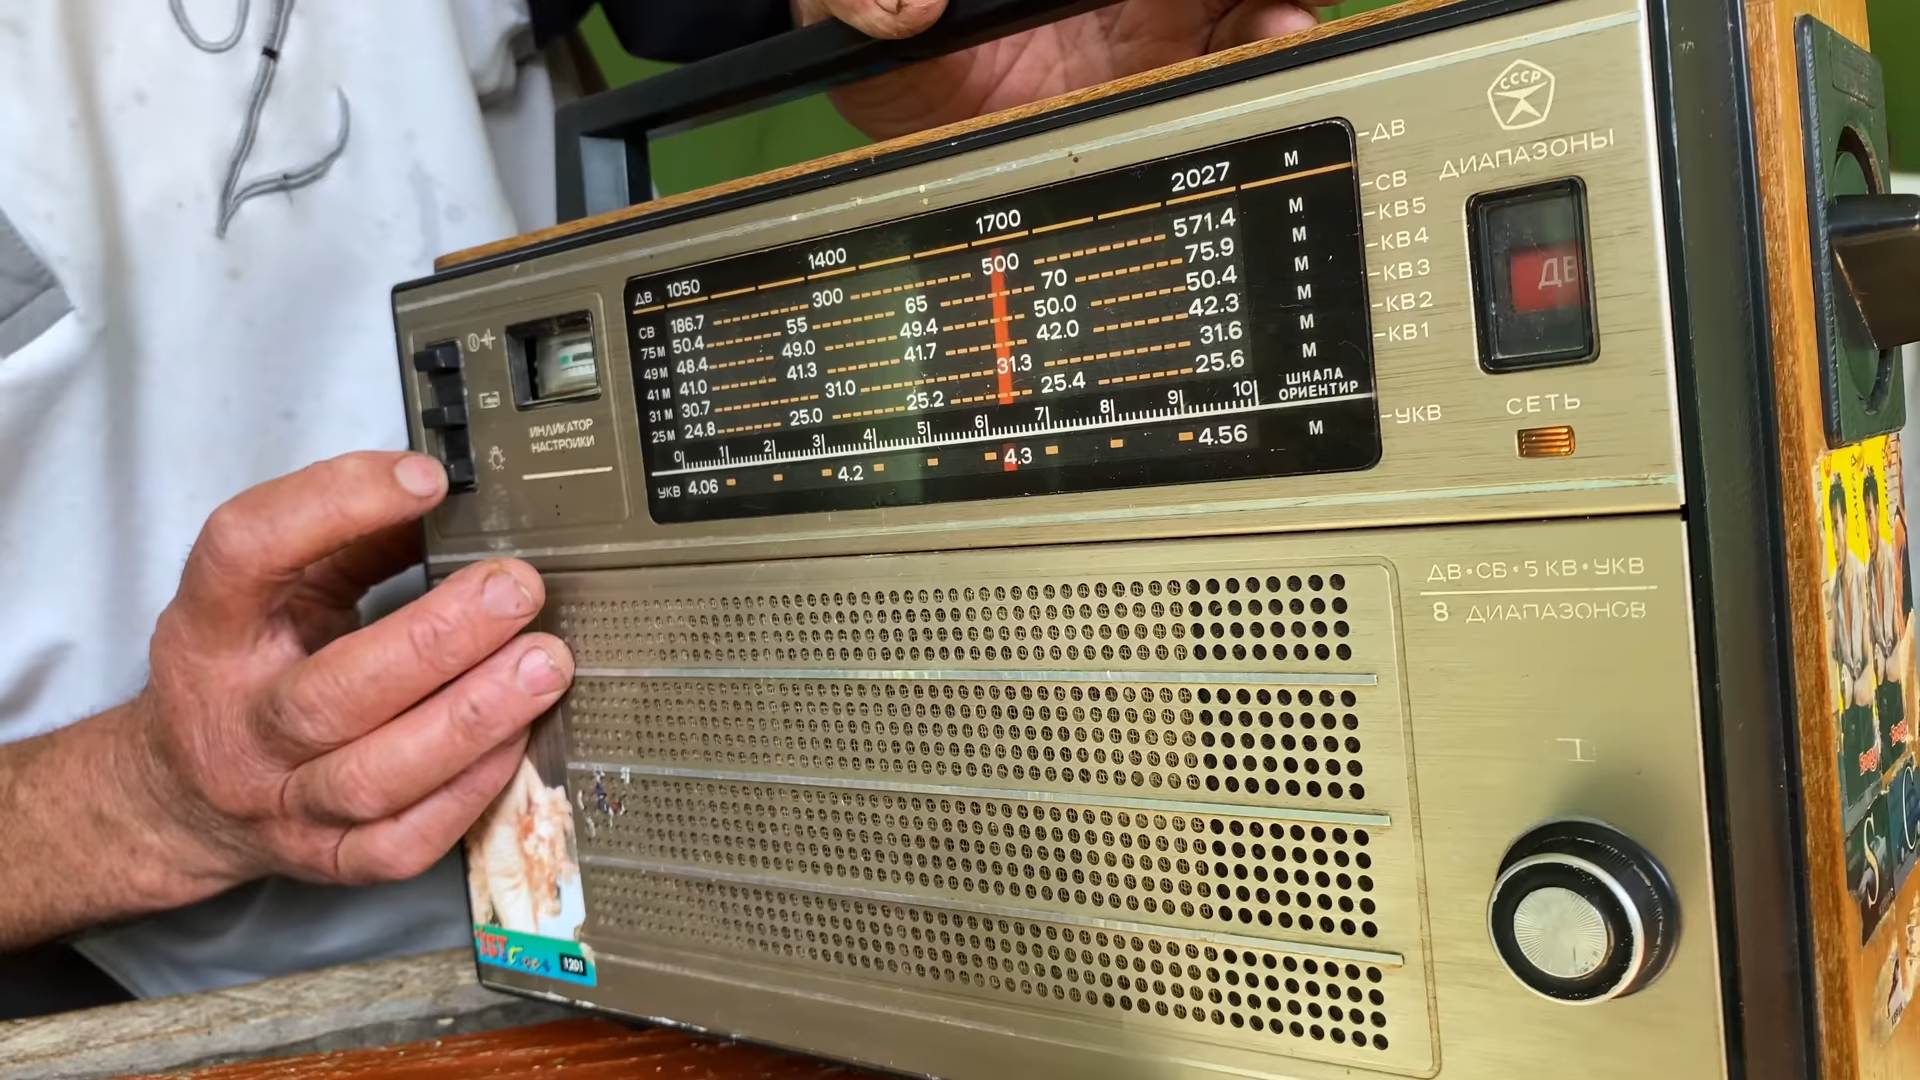 СССР
ДИАПАЗОНЫ
ДВ 1050 1400 1700 2027 М
СВ 186.7 300 500 571.4 М
75М 50.4 55 65 70 75.9 М
49М 48.4 49.0 49.4 50.0 50.4 М
41М 41.0 41.3 41.7 42.0 42.3 М
31М 30.7 31.0 31.3 31.6 М
25М 24.8 25.0 25.2 25.4 25.6 М
0 1 2 3 4 5 6 7 8 9 10 ШКАЛА ОРИЕНТИР
УКВ 4.06 4.2 4.3 4.56 М
-ДВ
-СВ
-КВ5
-КВ4
-КВ3
-КВ2
-КВ1
-УКВ
ДВ
СЕТЬ
ИНДИКАТОР
НАСТРОЙКИ
ДВ•СВ•5 КВ•УКВ
8 ДИАПАЗОНОВ
1201